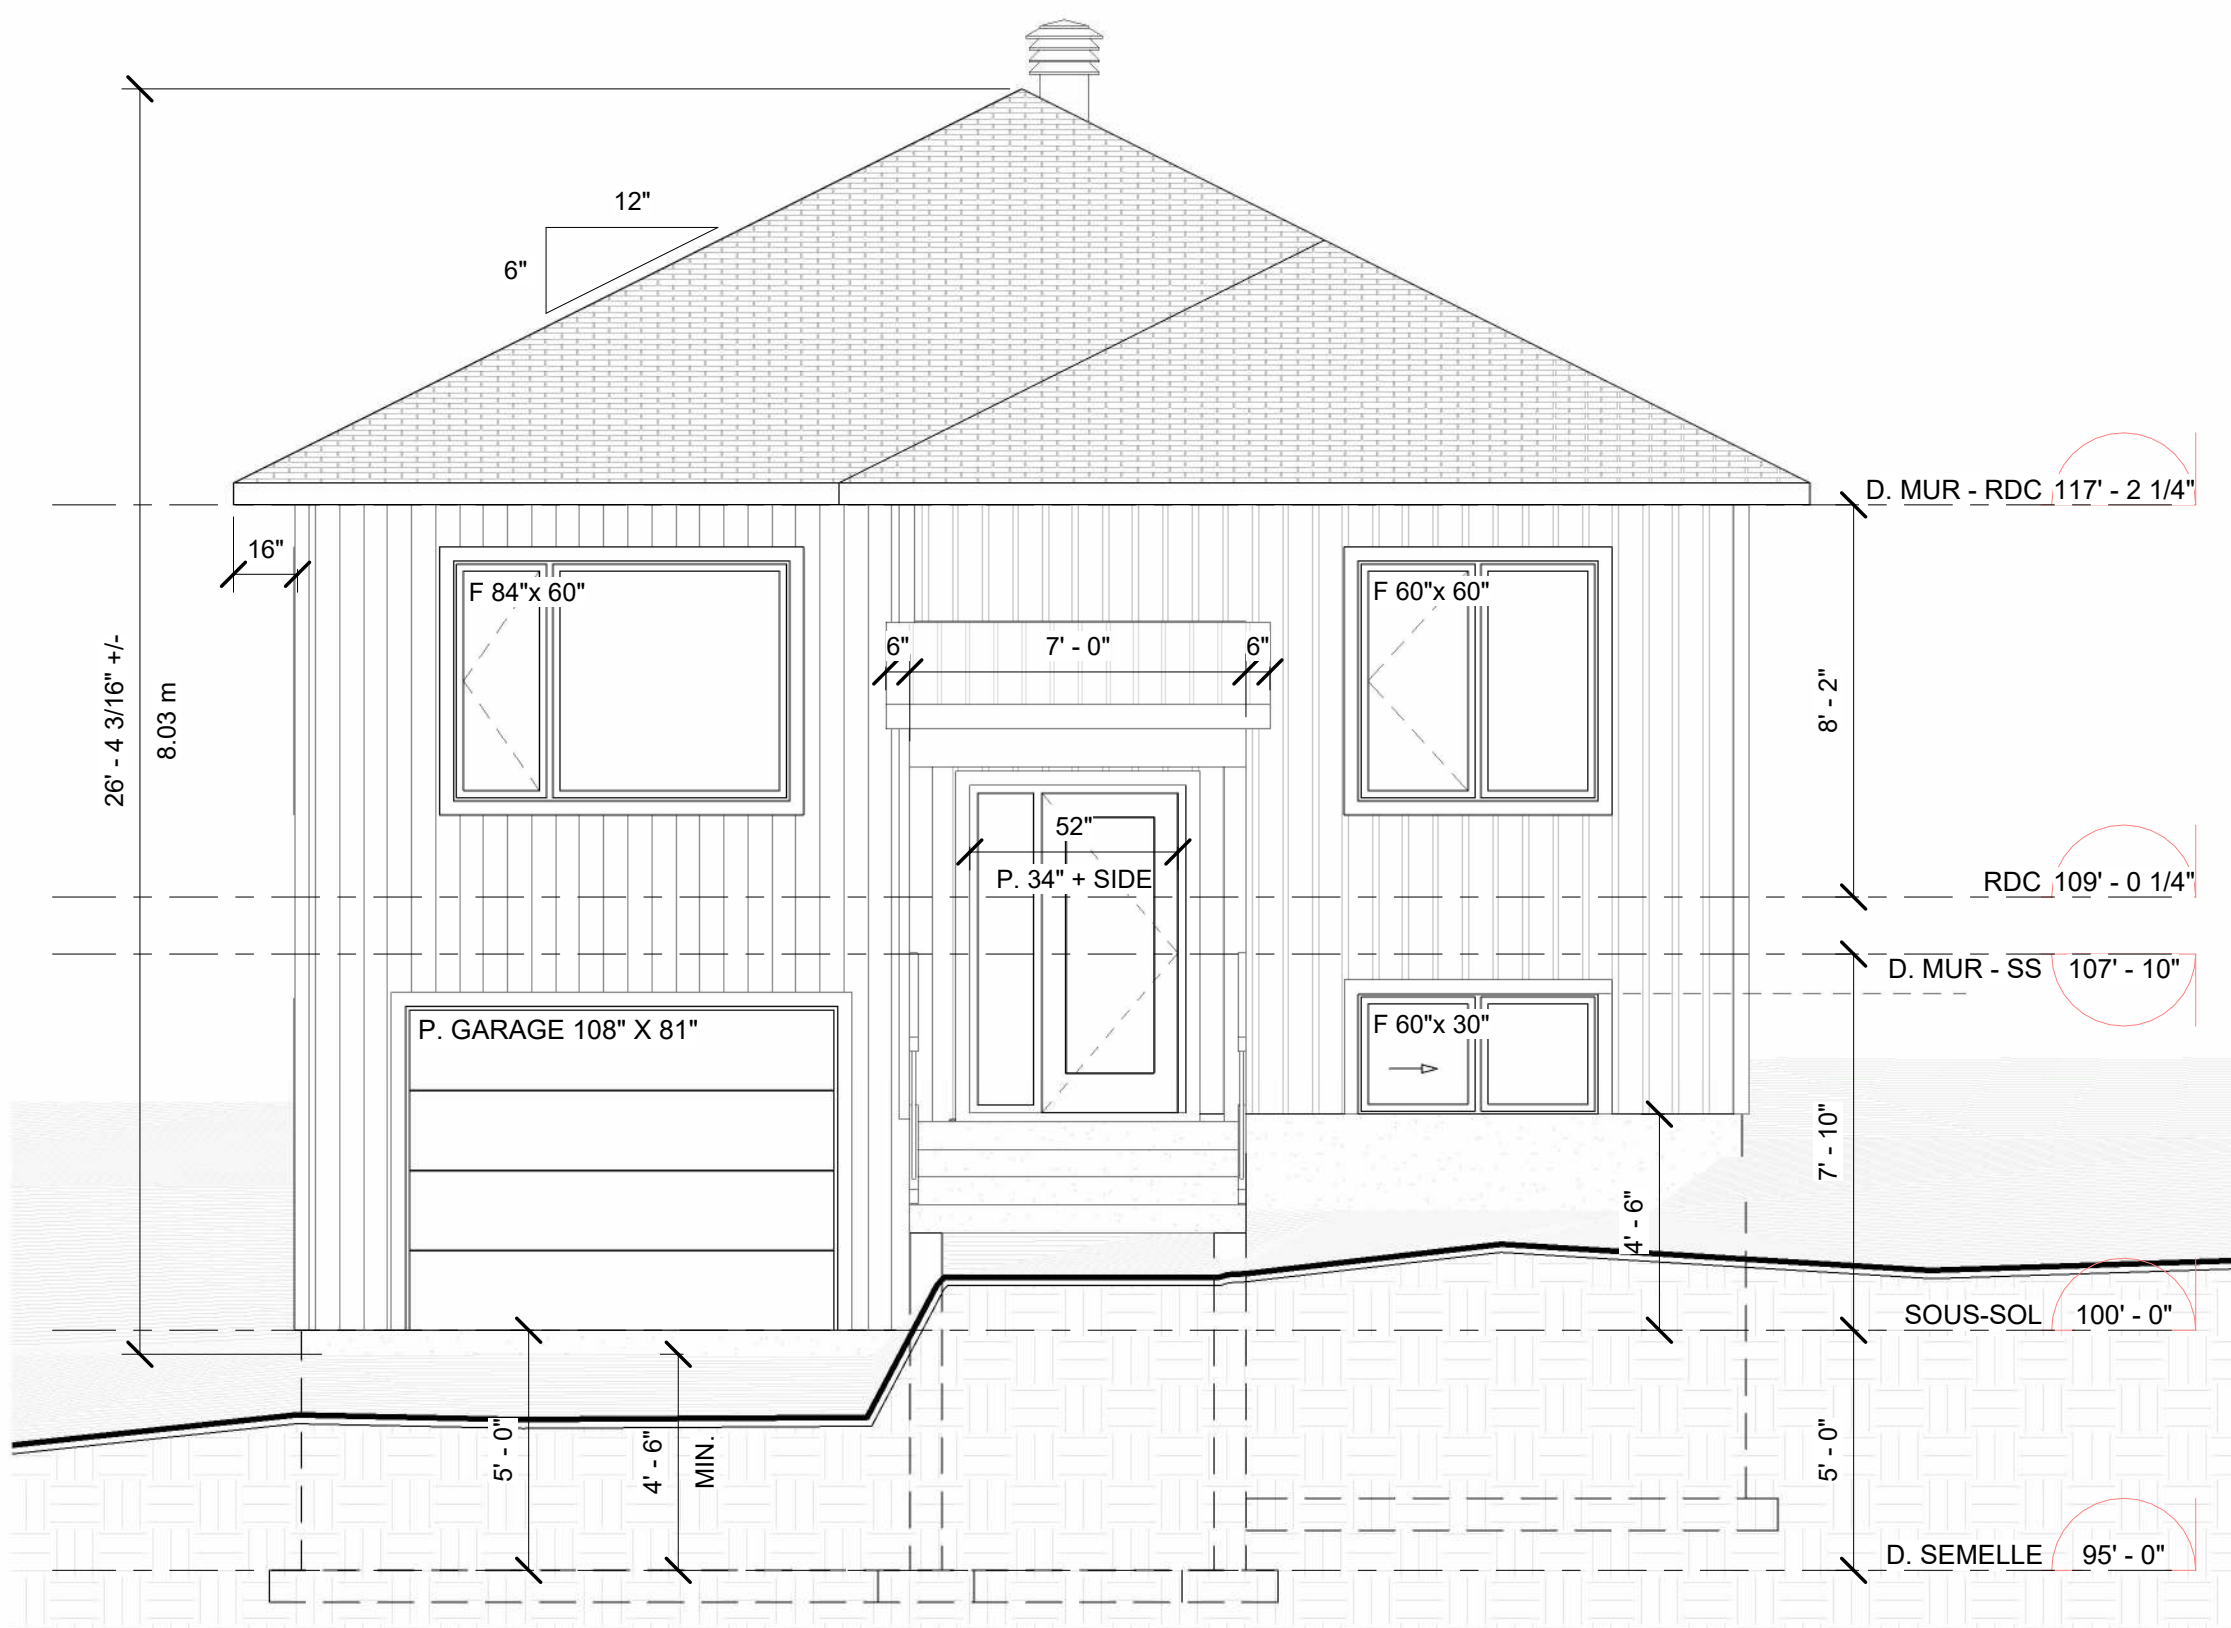 12"
6"
D. MUR - RDC 117' - 2 1/4"
16"
F 84"x 60"
F 60"x 60"
6"
7' - 0"
6"
26' - 4 3/16" +/-
8.03 m
8' - 2"
52"
P. 34" + SIDE
RDC 109' - 0 1/4"
D. MUR - SS 107' - 10"
P. GARAGE 108" X 81"
F 60"x 30"
7' - 10"
4' - 6"
SOUS-SOL 100' - 0"
5' - 0"
4' - 6"
MIN.
5' - 0"
D. SEMELLE 95' - 0"